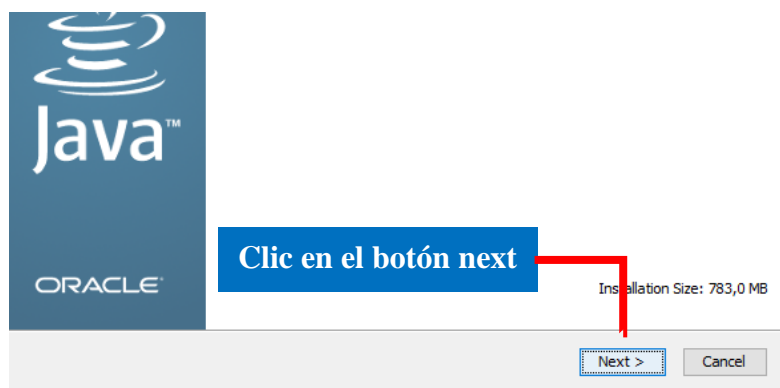 Java™
Clic en el botón next
ORACLE®
Installation Size: 783,0 MB
Next >
Cancel